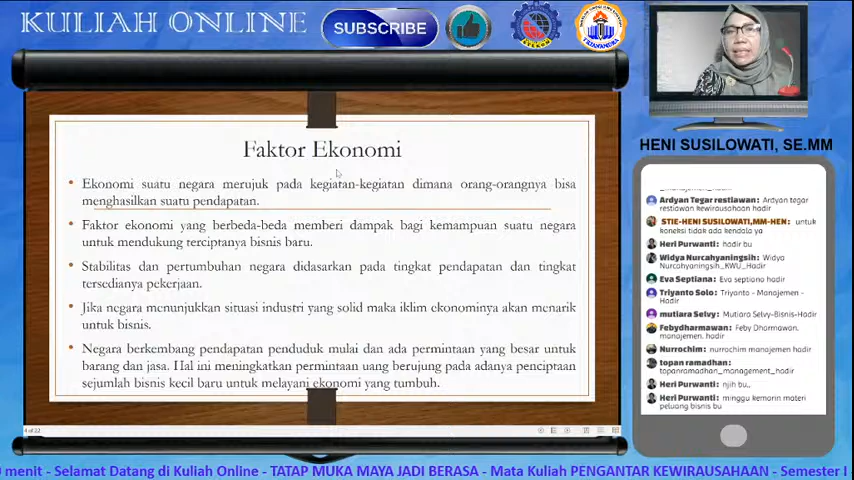 KULIAH ONLINE
SUBSCRIBE
STEKOM
HENI SUSILOWATI, SE.MM
Faktor Ekonomi
• Ekonomi suatu negara merujuk pada kegiatan-kegiatan dimana orang-orangnya bisa
menghasilkan suatu pendapatan.
• Faktor ekonomi yang berbeda-beda memberi dampak bagi kemampuan suatu negara
untuk mendukung terciptanya bisnis baru.
• Stabilitas dan pertumbuhan negara didasarkan pada tingkat pendapatan dan tingkat
tersedianya pekerjaan.
• Jika negara menunjukkan situasi industri yang solid maka iklim ekonominya akan menarik
untuk bisnis.
• Negara berkembang pendapatan penduduk mulai dan ada permintaan yang besar untuk
barang dan jasa. Hal ini meningkatkan permintaan uang berujung pada adanya penciptaan
sejumlah bisnis kecil baru untuk melayani ekonomi yang tumbuh.
of 22
Ardyan Tegar restiawan: Ardyan tegar
restiawan kewirausahaan hadir
STIE-HENI SUSILOWATI,MM-HEN: untuk
koneksi tidak ada kendala ya
Heri Purwanti: hadir bu
Widya Nurcahyaningsih: Widya
Nurcahyaningsih_KWU_Hadir
Eva Septiana: Eva septiana hadir
Triyanto Solo: Triyanto - Manajemen -
Hadir
mutiara Selvy: Mutiara Selvy-Bisnis-Hadir
Febydharmawan: Feby Dharmawan,
manajemen, hadir
Nurrochim: nurrochim manajemen hadir
topan ramadhan:
topanramadhan_management_hadir
Heri Purwanti: njih bu,,
Heri Purwanti: minggu kemarin materi
peluang bisnis bu
menit - Selamat Datang di Kuliah Online - TATAP MUKA MAYA JADI BERASA - Mata Kuliah PENGANTAR KEWIRAUSAHAAN - Semester I